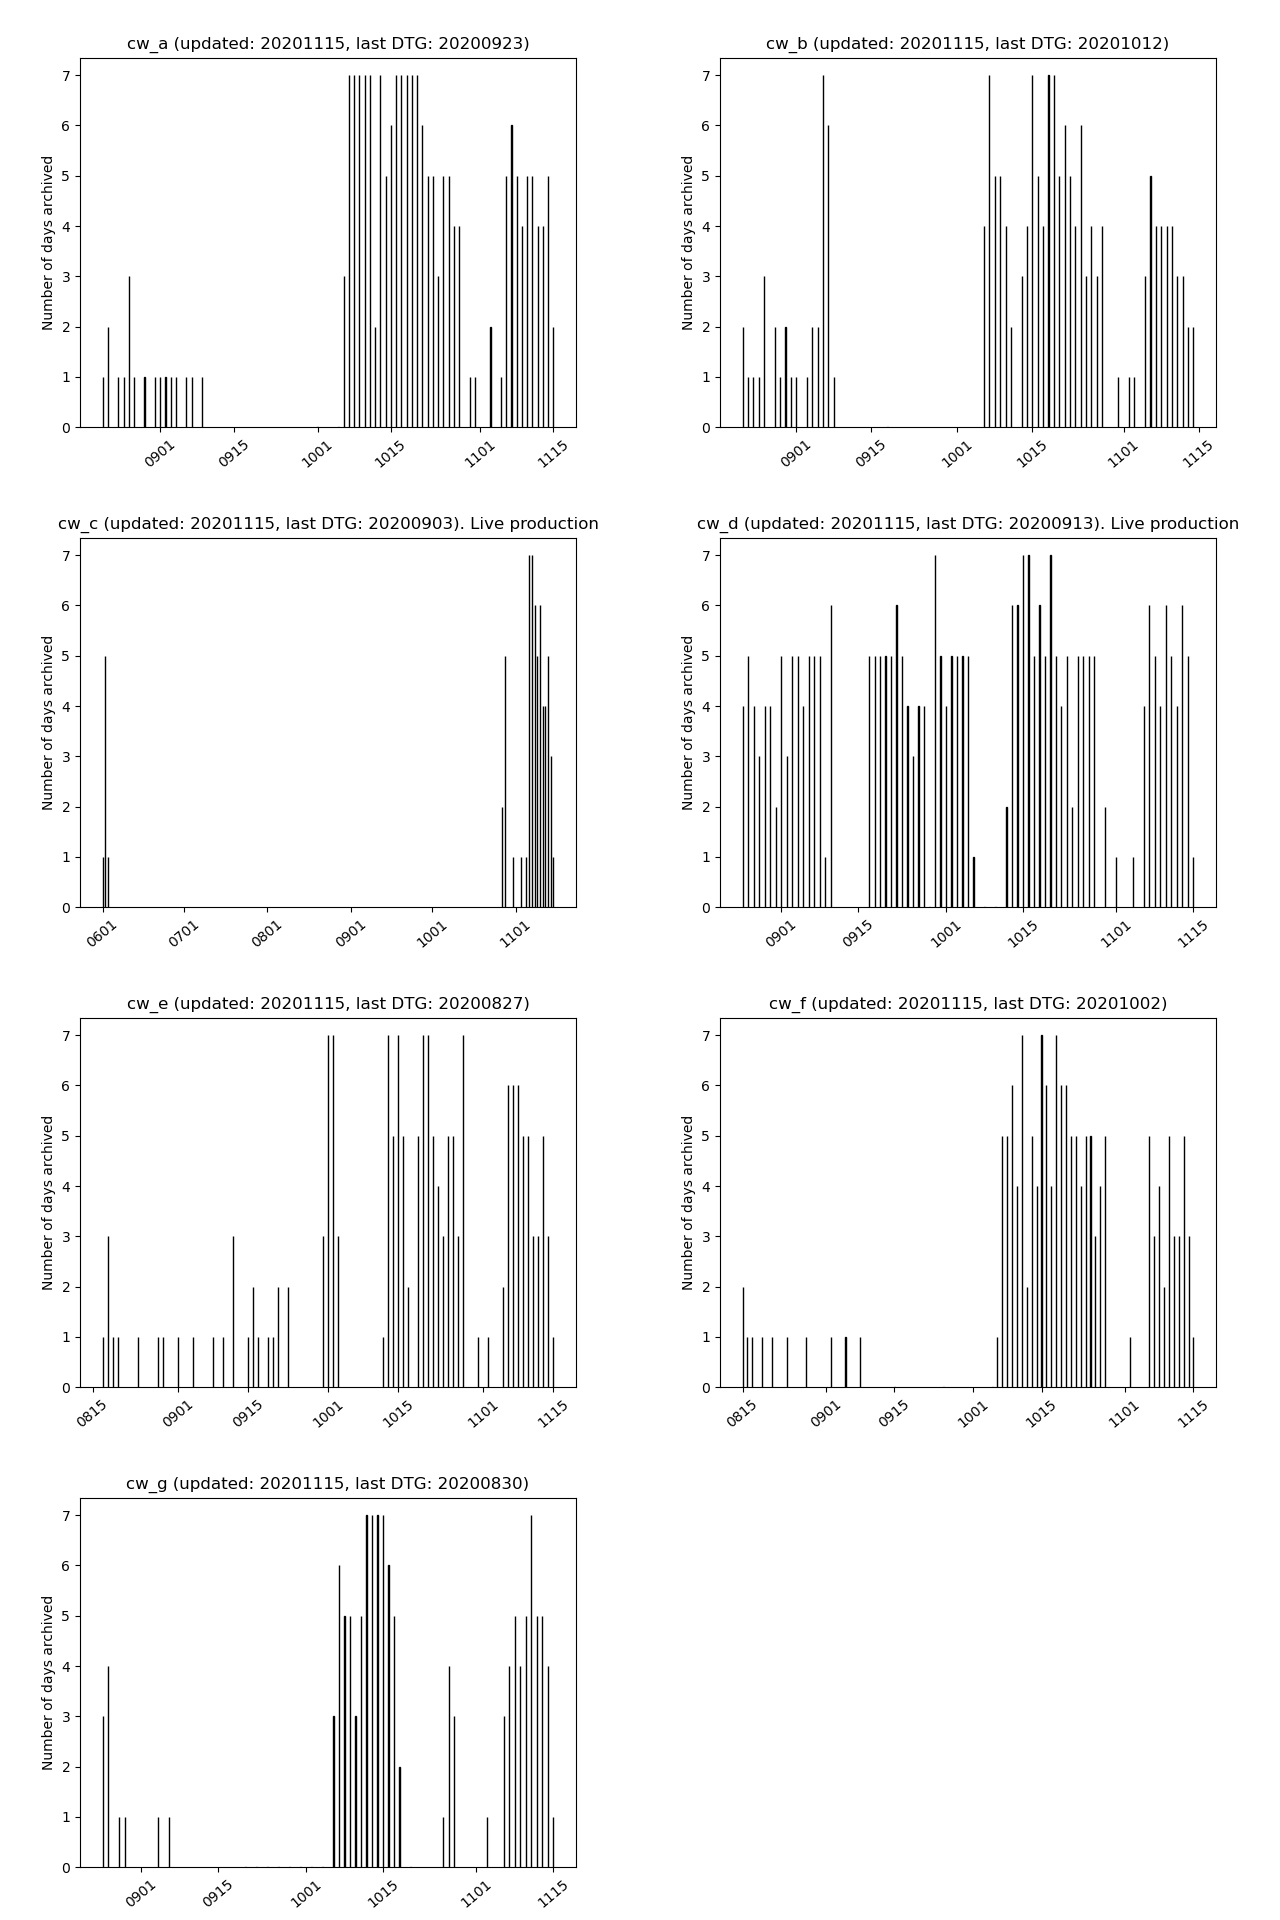 cw_a (updated: 20201115, last DTG: 20200923)
Number of days archived
7
6
5
4
3
2
1
0
0901 0915 1001 1015 1101 1115
cw_b (updated: 20201115, last DTG: 20201012)
Number of days archived
7
6
5
4
3
2
1
0
0901 0915 1001 1015 1101 1115
cw_c (updated: 20201115, last DTG: 20200903). Live production
Number of days archived
7
6
5
4
3
2
1
0
0601 0701 0801 0901 1001 1101
cw_d (updated: 20201115, last DTG: 20200913). Live production
Number of days archived
7
6
5
4
3
2
1
0
0901 0915 1001 1015 1101 1115
cw_e (updated: 20201115, last DTG: 20200827)
Number of days archived
7
6
5
4
3
2
1
0
0815 0901 0915 1001 1015 1101 1115
cw_f (updated: 20201115, last DTG: 20201002)
Number of days archived
7
6
5
4
3
2
1
0
0815 0901 0915 1001 1015 1101 1115
cw_g (updated: 20201115, last DTG: 20200830)
Number of days archived
7
6
5
4
3
2
1
0
0901 0915 1001 1015 1101 1115